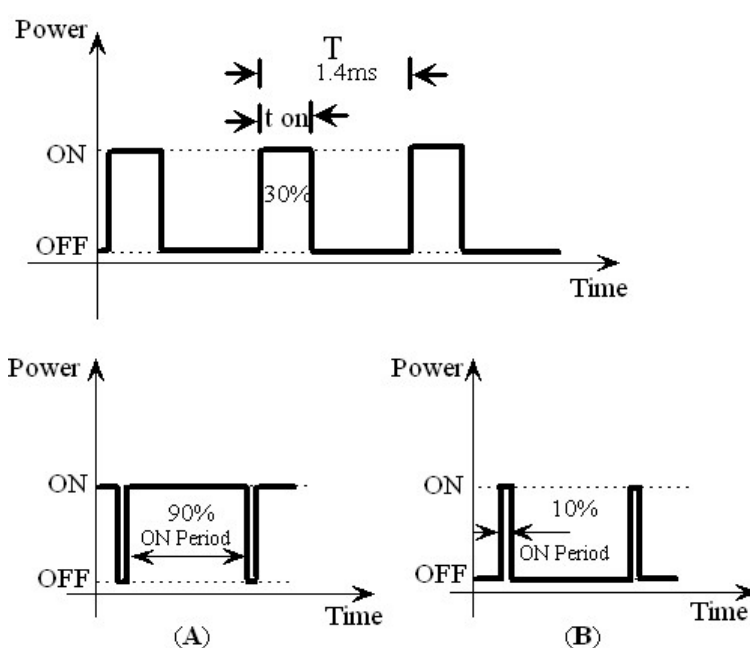 Power
T
1.4ms
t on
ON
30%
OFF
Time
Power
ON
90%
ON Period
OFF
Time
(A)
Power
ON
10%
ON Period
OFF
Time
(B)